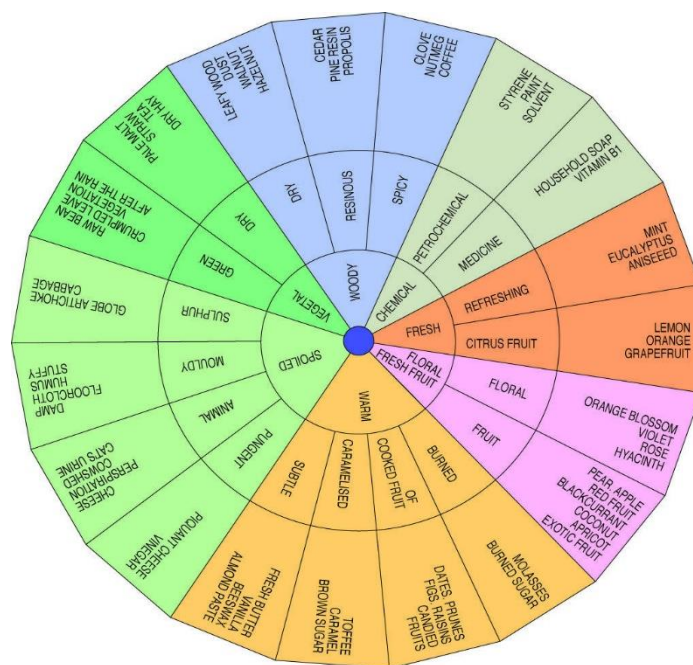 WOODY
DRY
LEAFY WOOD
DUST
WALNUT
HAZELNUT
RESINOUS
CEDAR
PINE RESIN
PROPOLIS
SPICY
CLOVE
NUTMEG
COFFEE
CHEMICAL
PETROCHEMICAL
STYRENE
PAINT
SOLVENT
MEDICINE
HOUSEHOLD SOAP
VITAMIN B1
FRESH
REFRESHING
MINT
EUCALYPTUS
ANISEEED
CITRUS FRUIT
LEMON
ORANGE
GRAPEFRUIT
FLORAL
FRESH FRUIT
FLORAL
ORANGE BLOSSOM
VIOLET
ROSE
HYACINTH
FRUIT
PEAR, APPLE
RED FRUIT
BLACKCURRANT
COCONUT
APRICOT
EXOTIC FRUIT
WARM
BURNED
MOLASSES
BURNED SUGAR
OF
COOKED FRUIT
DATES, PRUNES
FIGS, RAISINS
CANDIED
FRUITS
CARAMELISED
TOFFEE
CARAMEL
BROWN SUGAR
SUBTLE
FRESH BUTTER
VANILLA
BEESWAX
ALMOND PASTE
SPOILED
PUNGENT
PIQUANT CHEESE
VINEGAR
ANIMAL
CHEESE
PERSPIRATION
COWSHED
CAT'S URINE
MOULDY
DAMP
FLOORCLOTH
HUMUS
STUFFY
SULPHUR
GLOBE ARTICHOKE
CABBAGE
VEGETAL
GREEN
RAW BEAN
CRUMPLED LEAVE
VEGETATION
AFTER THE RAIN
DRY
PALE MALT
STRAW
TEA
DRY HAY